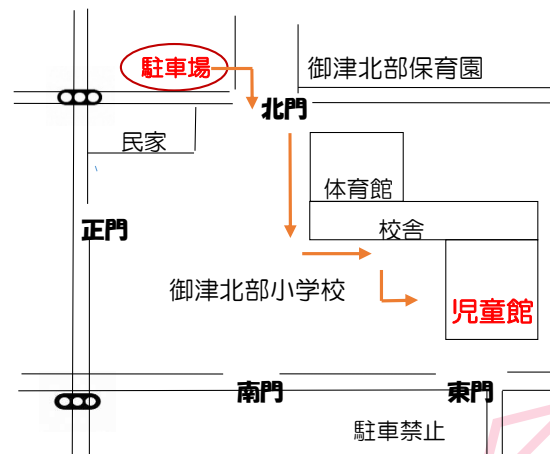 駐車場
御津北部保育園
北門
民家
体育館
正門
校舎
御津北部小学校
児童館
南門
東門
駐車禁止